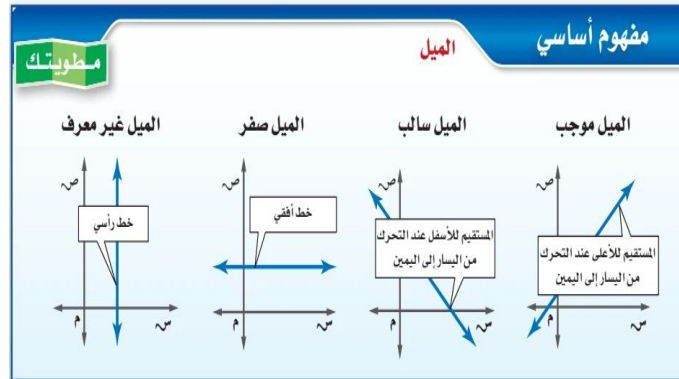 مفهوم أساسي
الميل
مـطويتـك
الميل موجب
الميل سالب
الميل صفر
الميل غير معرف
ص
المستقيم للأعلى عند التحرك
من اليسار إلى اليمين
م
س
ص
المستقيم للأسفل عند التحرك
من اليسار إلى اليمين
م
س
ص
خط أفقي
م
س
ص
خط رأسي
م
س